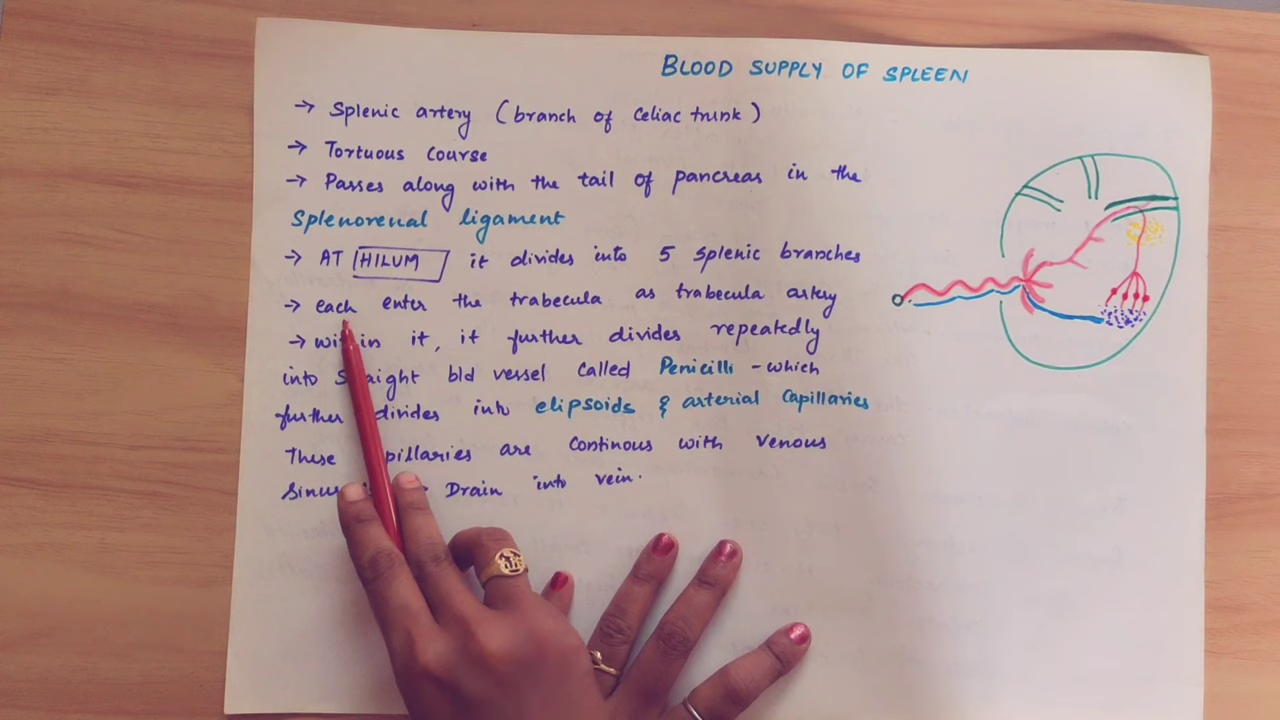 BLOOD SUPPLY OF SPLEEN
→ Splenic artery (branch of Celiac trunk)
→ Tortuous Course
→ Passes along with the tail of pancreas in the
Splenorenal ligament
→ AT HILUM it divides into 5 splenic branches
→ each enter the trabecula as trabecula artery
→ it, it further divides repeatedly
into bld vessel called Penicilli - which
further divides into elipsoids & arterial Capillaries
These are Continous with venous
Drain into vein.